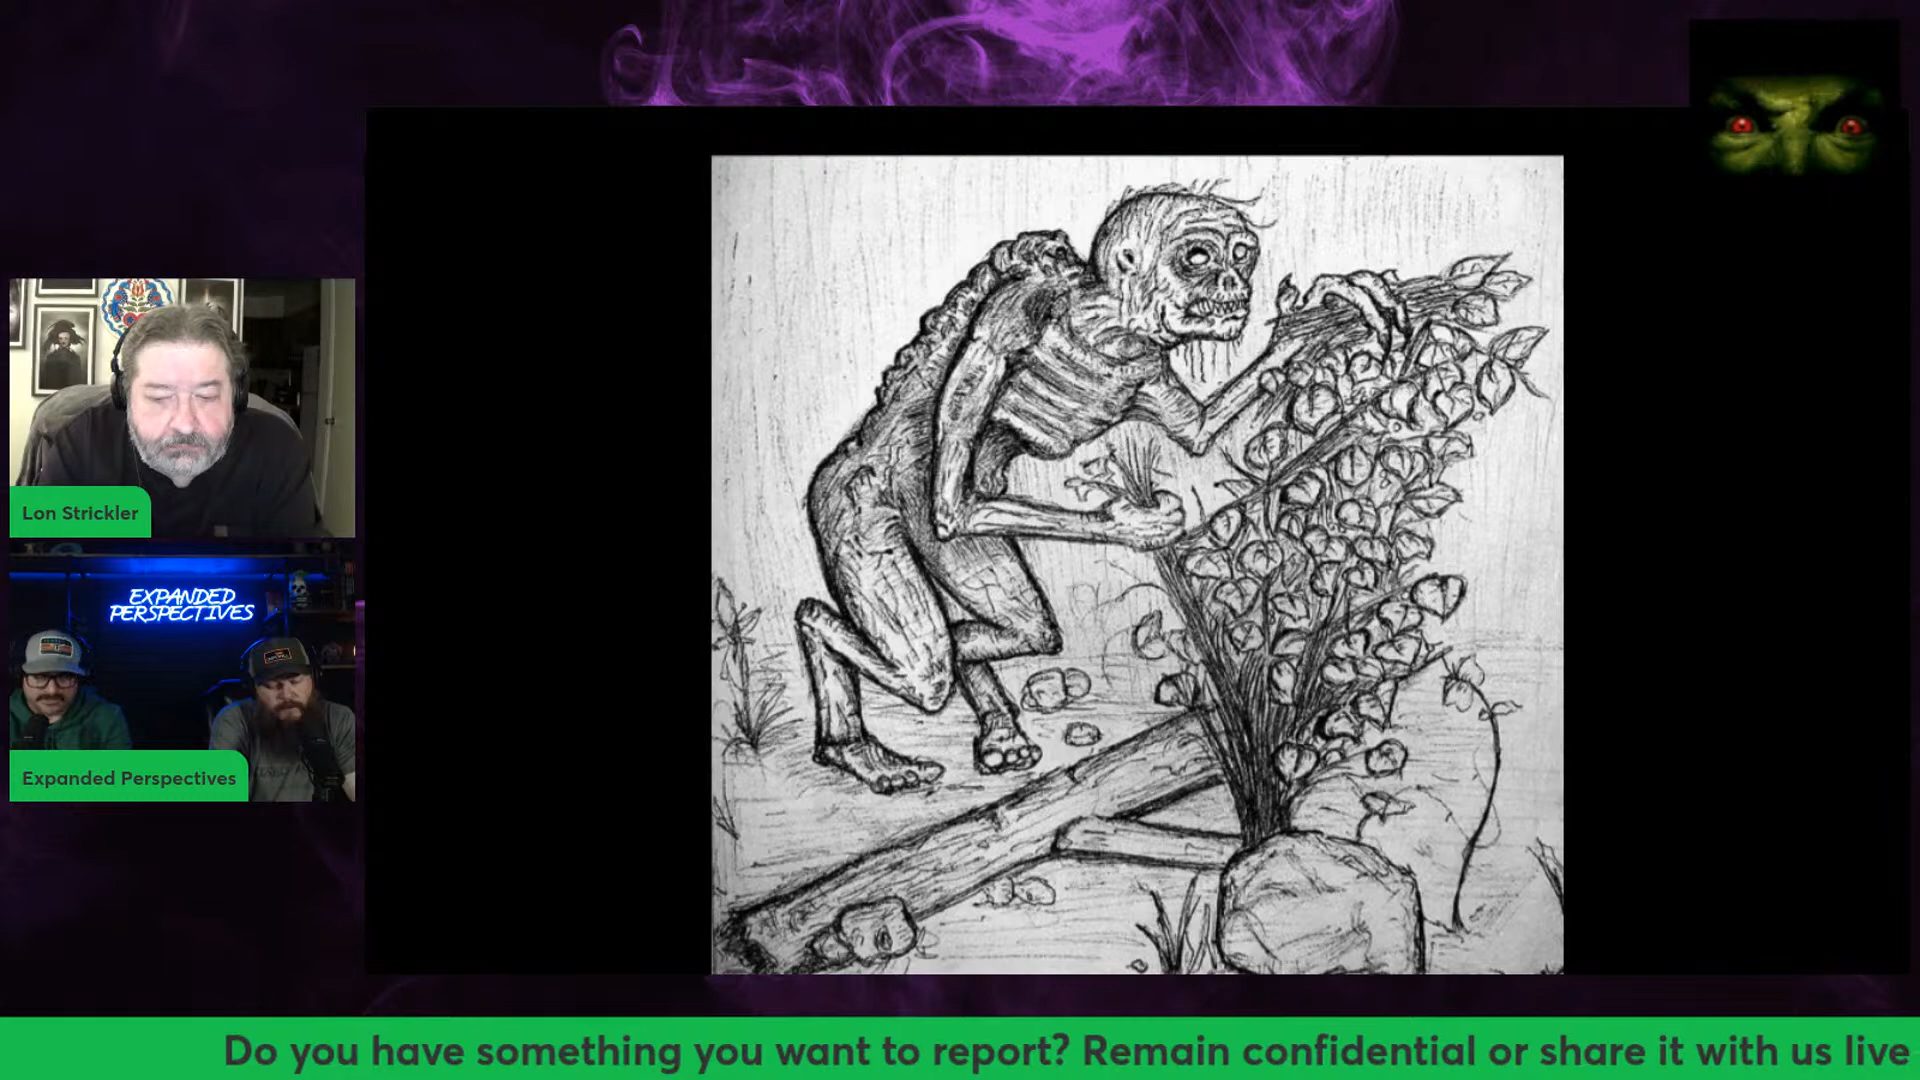 Lon Strickler
EXPANDED
PERSPECTIVES
Expanded Perspectives
Do you have something you want to report? Remain confidential or share it with us live